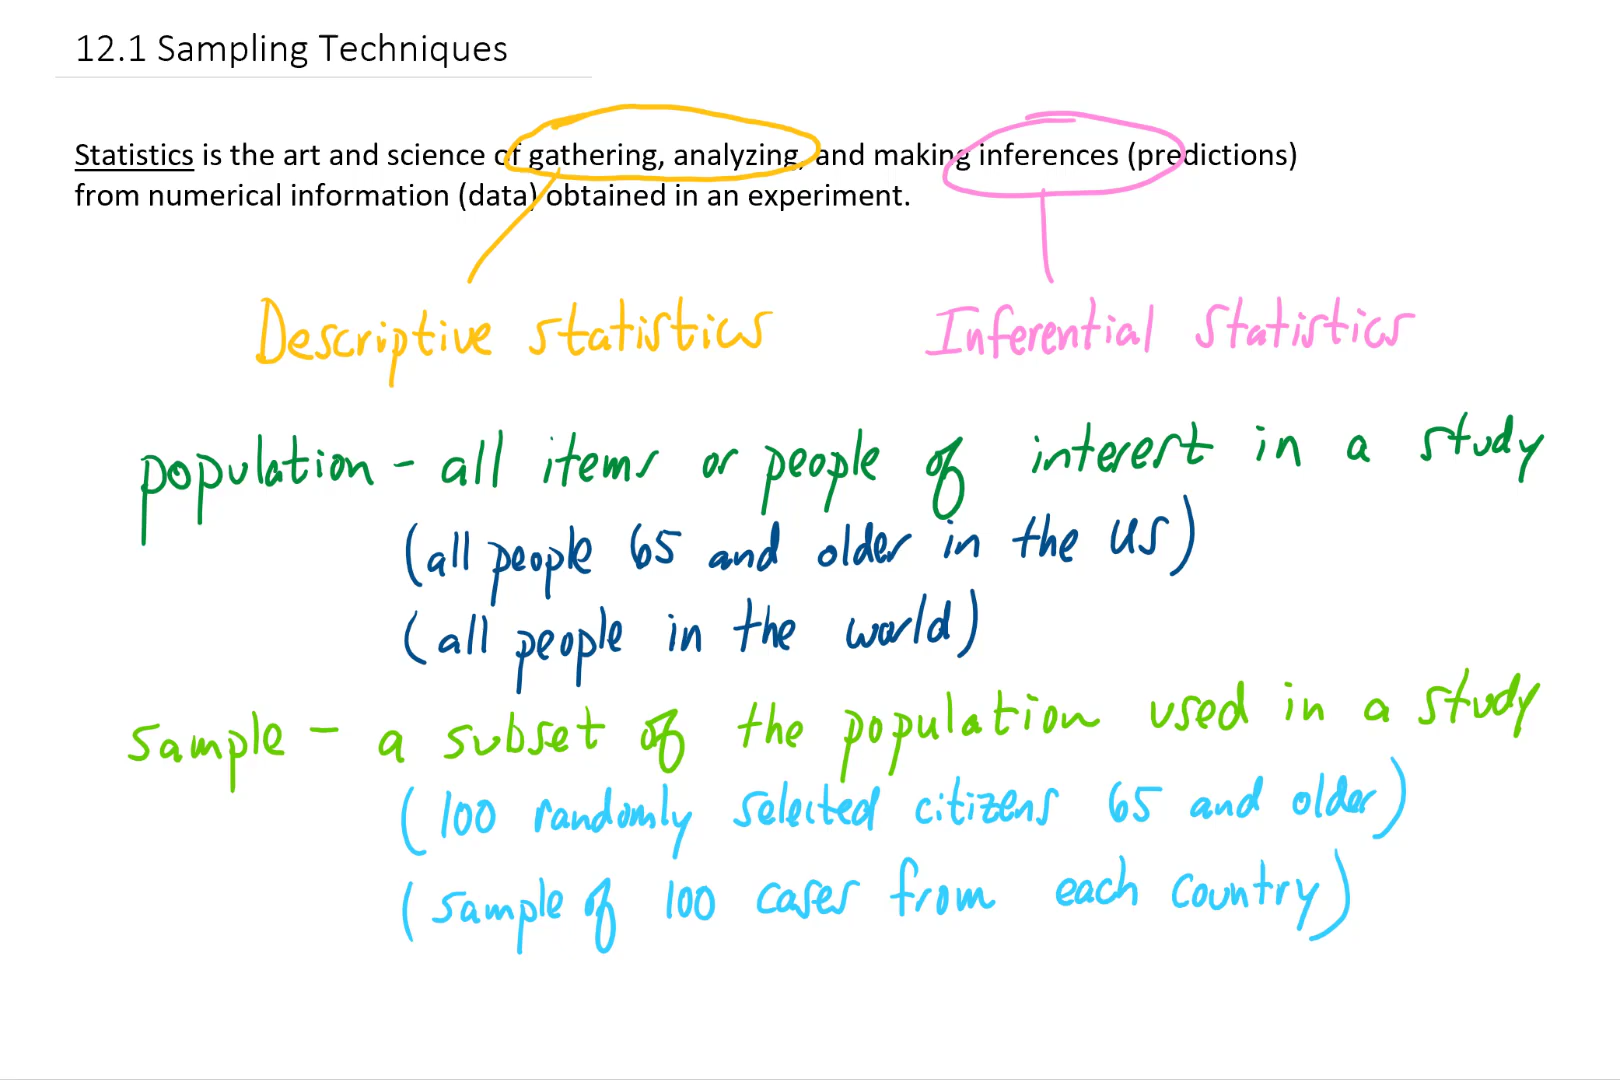 12.1 Sampling Techniques
Statistics is the art and science of gathering, analyzing, and making inferences (predictions)
from numerical information (data) obtained in an experiment.
Descriptive statistics Inferential Statistics
population - all items or people of interest in a study
(all people 65 and older in the US)
(all people in the world)
sample - a subset of the population used in a study
(100 randomly selected citizens 65 and older)
(sample of 100 cases from each country)